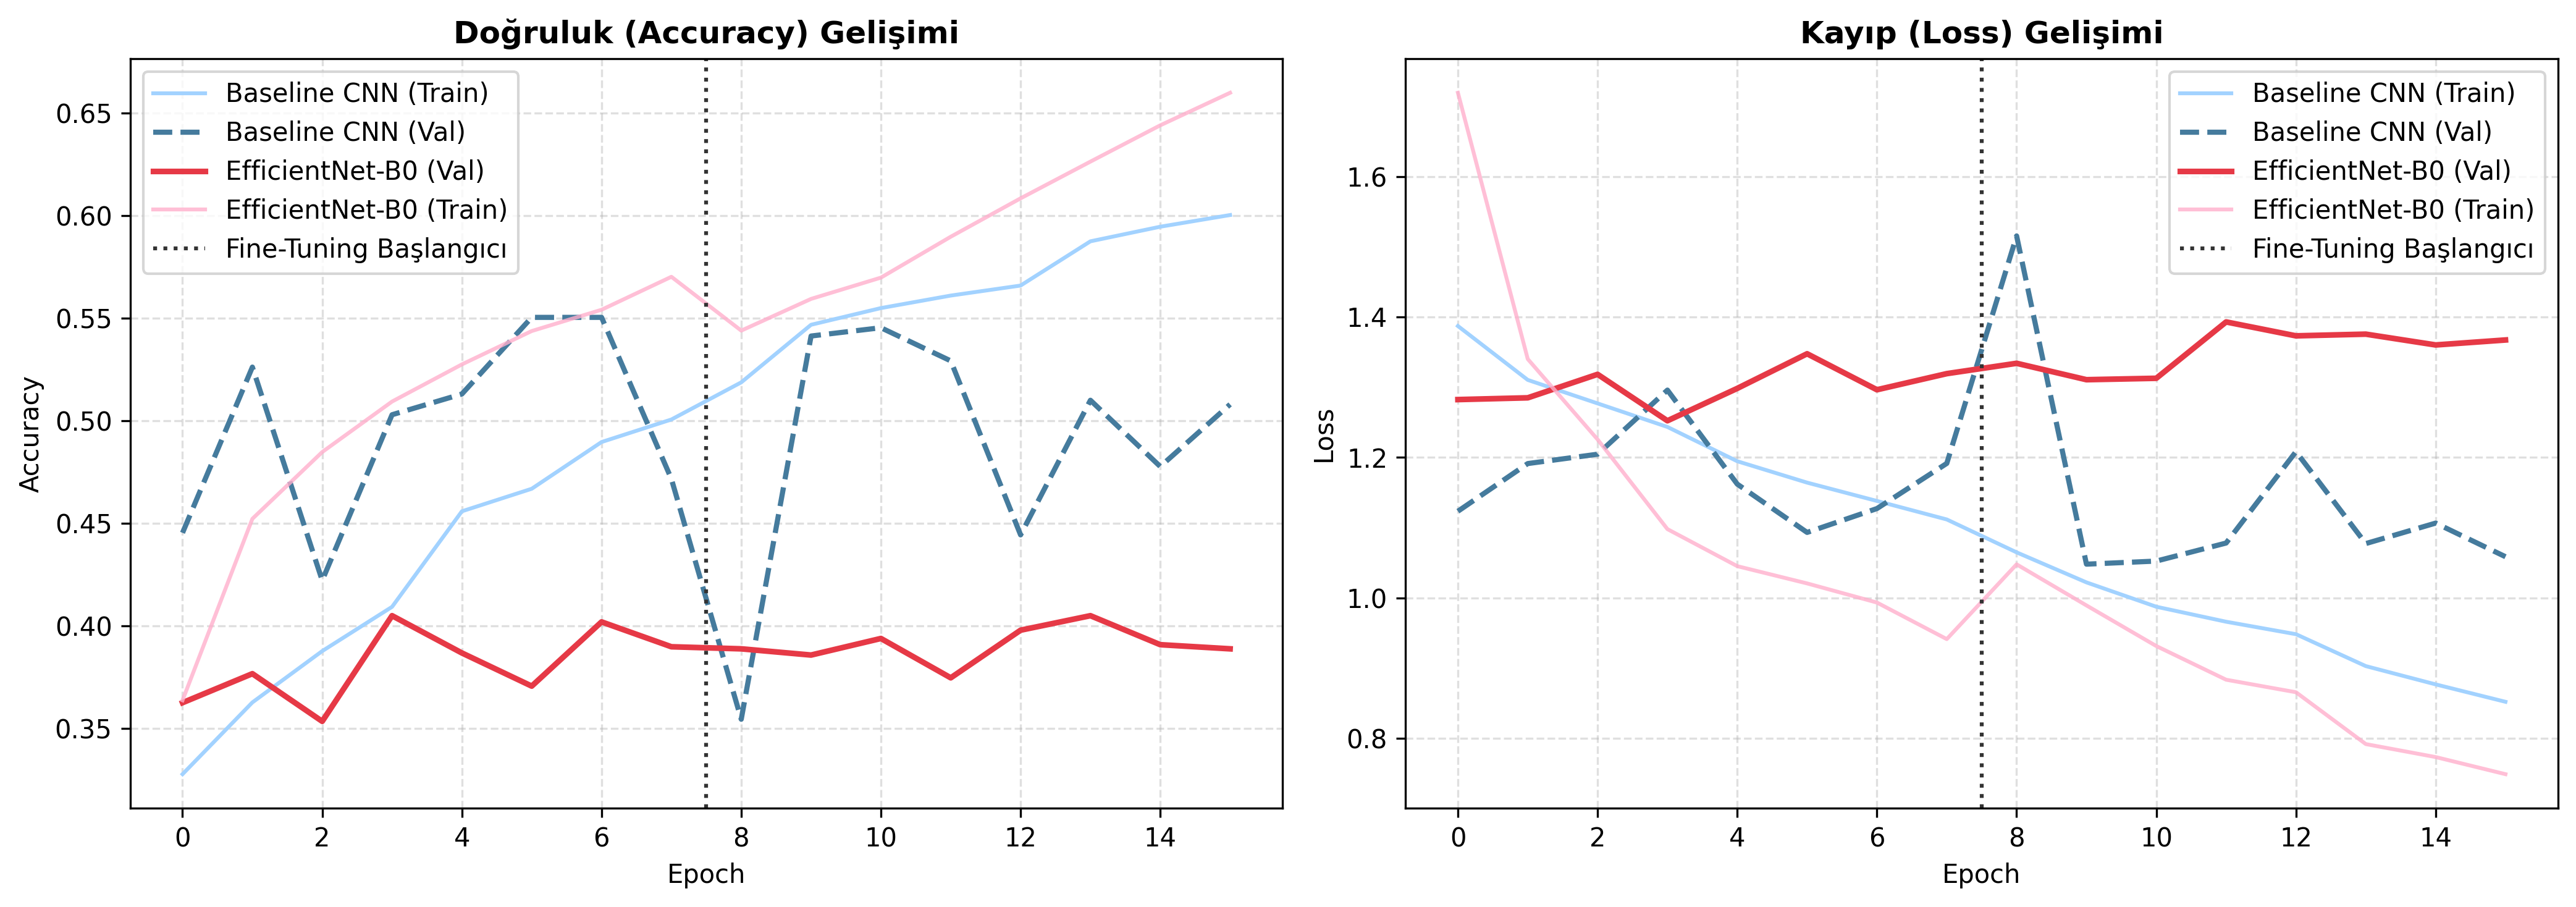 Doğruluk (Accuracy) Gelişimi
Baseline CNN (Train)
Baseline CNN (Val)
EfficientNet-B0 (Val)
EfficientNet-B0 (Train)
Fine-Tuning Başlangıcı
Accuracy
0.65
0.60
0.55
0.50
0.45
0.40
0.35
0 2 4 6 8 10 12 14
Epoch
Kayıp (Loss) Gelişimi
Baseline CNN (Train)
Baseline CNN (Val)
EfficientNet-B0 (Val)
EfficientNet-B0 (Train)
Fine-Tuning Başlangıcı
Loss
1.6
1.4
1.2
1.0
0.8
0 2 4 6 8 10 12 14
Epoch